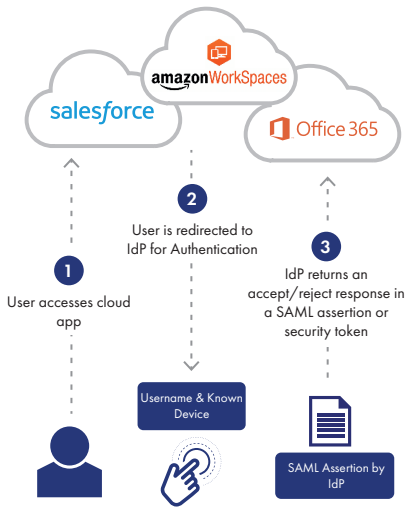 amazonWorkSpaces
salesforce
Office 365
1
User accesses cloud
app
2
User is redirected to
IdP for Authentication
3
IdP returns an
accept/reject response in
a SAML assertion or
security token
Username & Known
Device
SAML Assertion by
IdP